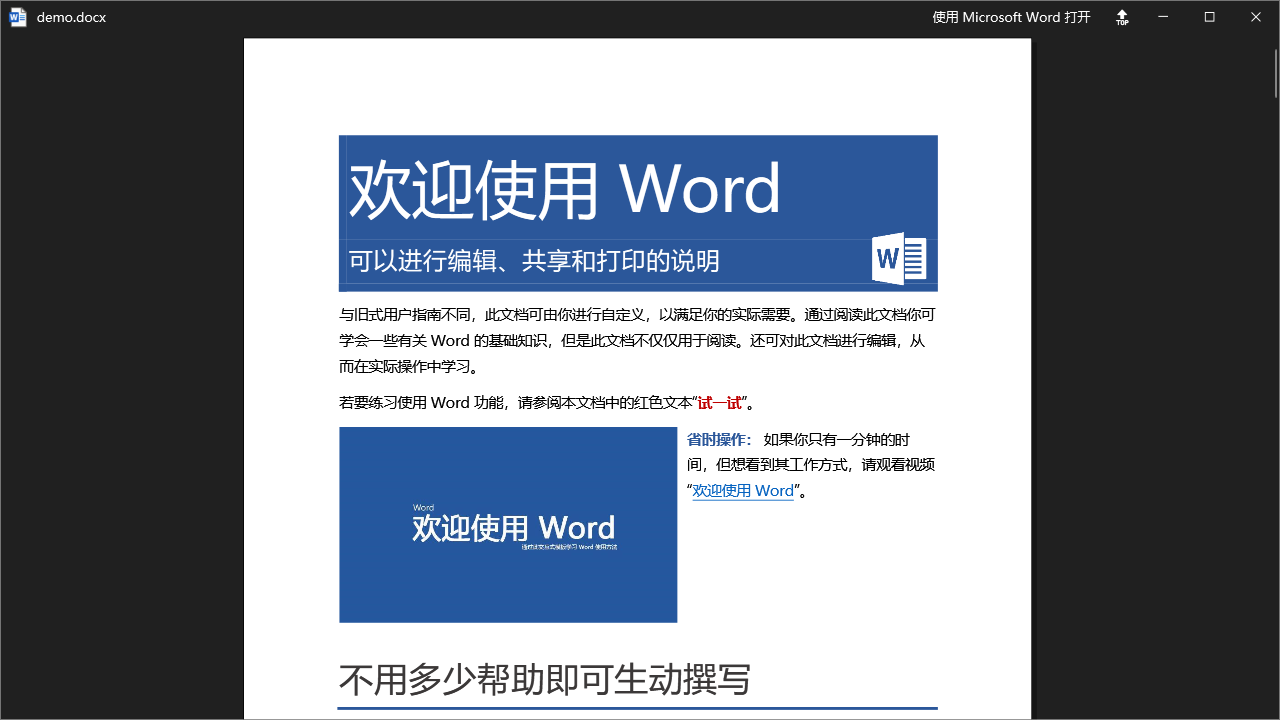 demo.docx
使用 Microsoft Word 打开
TOP
欢迎使用 Word
可以进行编辑、共享和打印的说明
W
与旧式用户指南不同，此文档可由你进行自定义，以满足你的实际需要。通过阅读此文档你可
学会一些有关 Word 的基础知识，但是此文档不仅仅用于阅读。还可对此文档进行编辑，从
而在实际操作中学习。
若要练习使用 Word 功能，请参阅本文档中的红色文本“试一试”。
省时操作： 如果你只有一分钟的时
间，但想看到其工作方式，请观看视频
“欢迎使用 Word”。
Word
欢迎使用 Word
Word 使用方法
不用多少帮助即可生动撰写